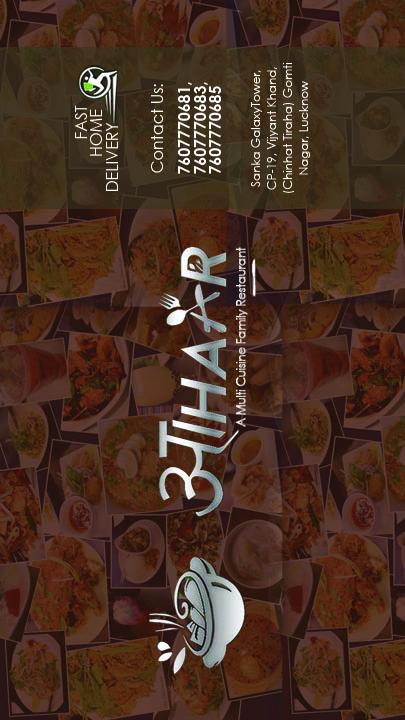 आHAAR
A Multi Cuisine Family Restaurant
FAST
HOME
DELIVERY
Contact Us:
7607770681,
7607770683,
7607770685
Sanka GalaxyTower,
CP-19, Vijyant Khand,
(Chinhat Tiraha) Gomti
Nagar, Lucknow